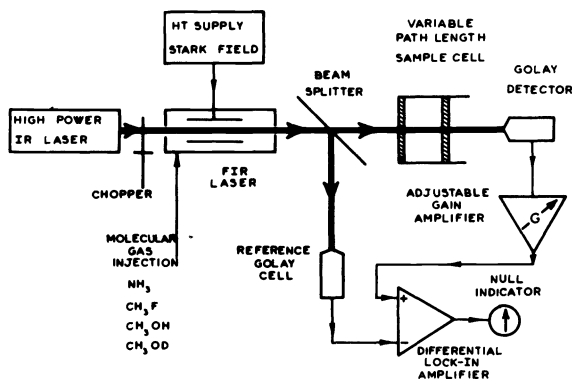 HT SUPPLY
STARK FIELD
VARIABLE
PATH LENGTH
SAMPLE CELL
BEAM
SPLITTER
GOLAY
DETECTOR
HIGH POWER
IR LASER
CHOPPER
FIR
LASER
ADJUSTABLE
GAIN
AMPLIFIER
G
MOLECULAR
GAS
INJECTION
NH3
CH3F
CH3OH
CH3OD
REFERENCE
GOLAY
CELL
NULL
INDICATOR
+
−
DIFFERENTIAL
LOCK-IN
AMPLIFIER